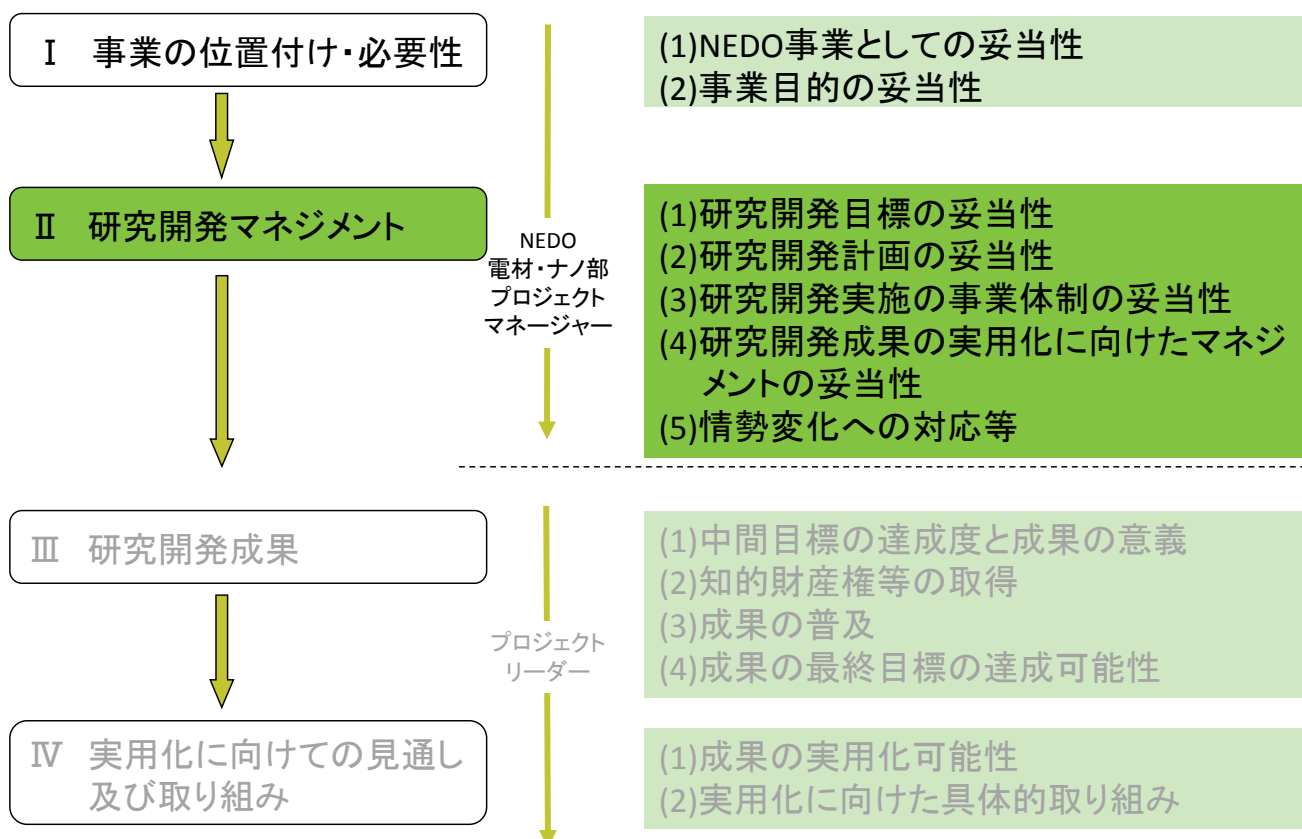 Ⅰ 事業の位置付け・必要性
(1)NEDO事業としての妥当性
(2)事業目的の妥当性
Ⅱ 研究開発マネジメント
NEDO
電材・ナノ部
プロジェクト
マネージャー
(1)研究開発目標の妥当性
(2)研究開発計画の妥当性
(3)研究開発実施の事業体制の妥当性
(4)研究開発成果の実用化に向けたマネジ
メントの妥当性
(5)情勢変化への対応等
Ⅲ 研究開発成果
プロジェクト
リーダー
(1)中間目標の達成度と成果の意義
(2)知的財産権等の取得
(3)成果の普及
(4)成果の最終目標の達成可能性
Ⅳ 実用化に向けての見通し
及び取り組み
(1)成果の実用化可能性
(2)実用化に向けた具体的取り組み